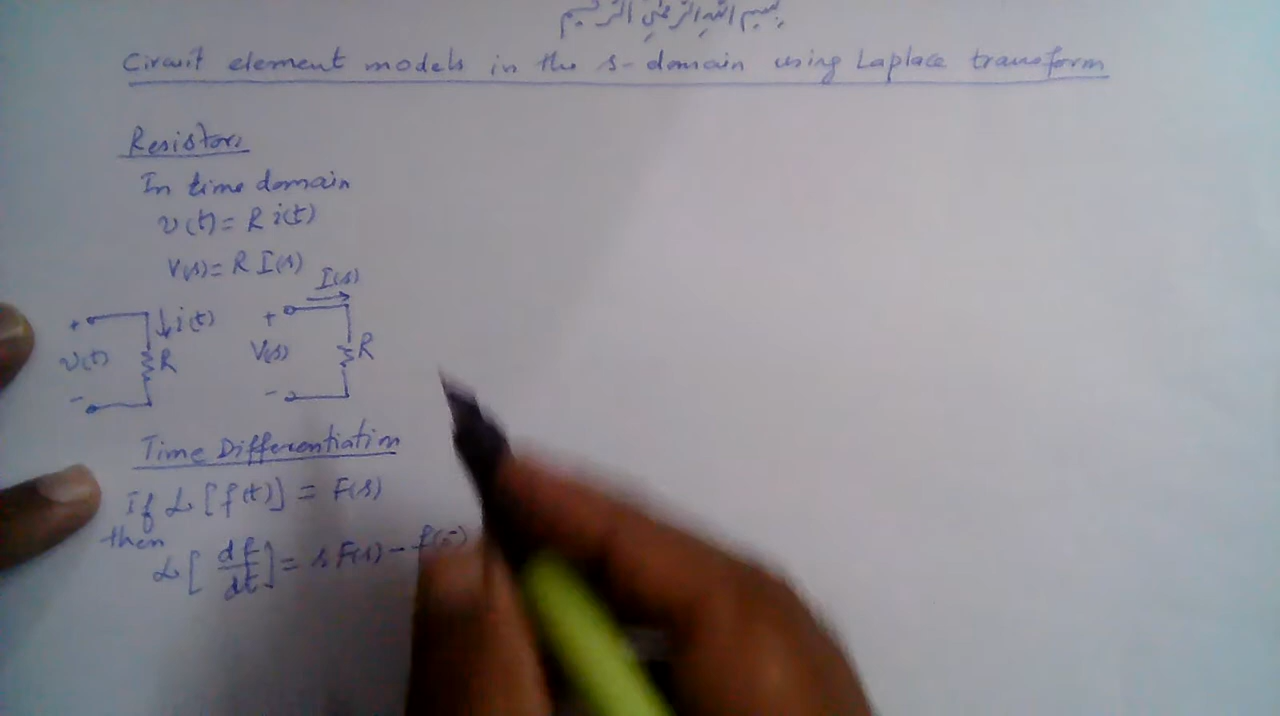 بسم الله الرحمن الرحيم
Circuit element models in the s-domain using Laplace transform
Resistors
In time domain
v(t)= R i(t)
V(s)= R I(s)
I(s)
+ i(t) +
v(t) R V(s) R
- -
Time Differentiation
If L[f(t)] = F(s)
then
L[df/dt]= s F(s) - f(0-)